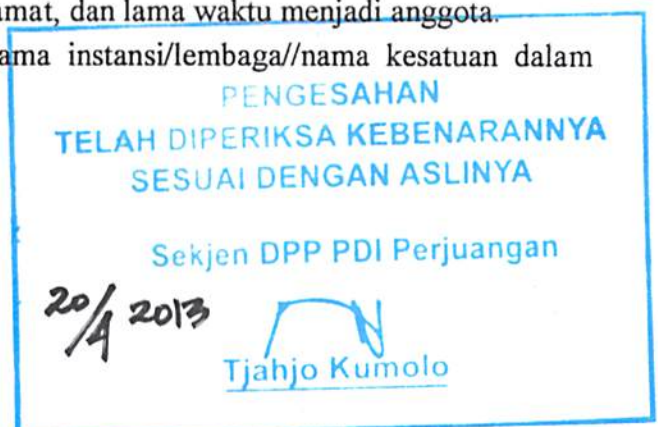 amat, dan lama waktu menjadi anggota.
ama instansi/lembaga//nama kesatuan dalam
PENGESAHAN
TELAH DIPERIKSA KEBENARANNYA
SESUAI DENGAN ASLINYA
Sekjen DPP PDI Perjuangan
20/4 2013
Tjahjo Kumolo